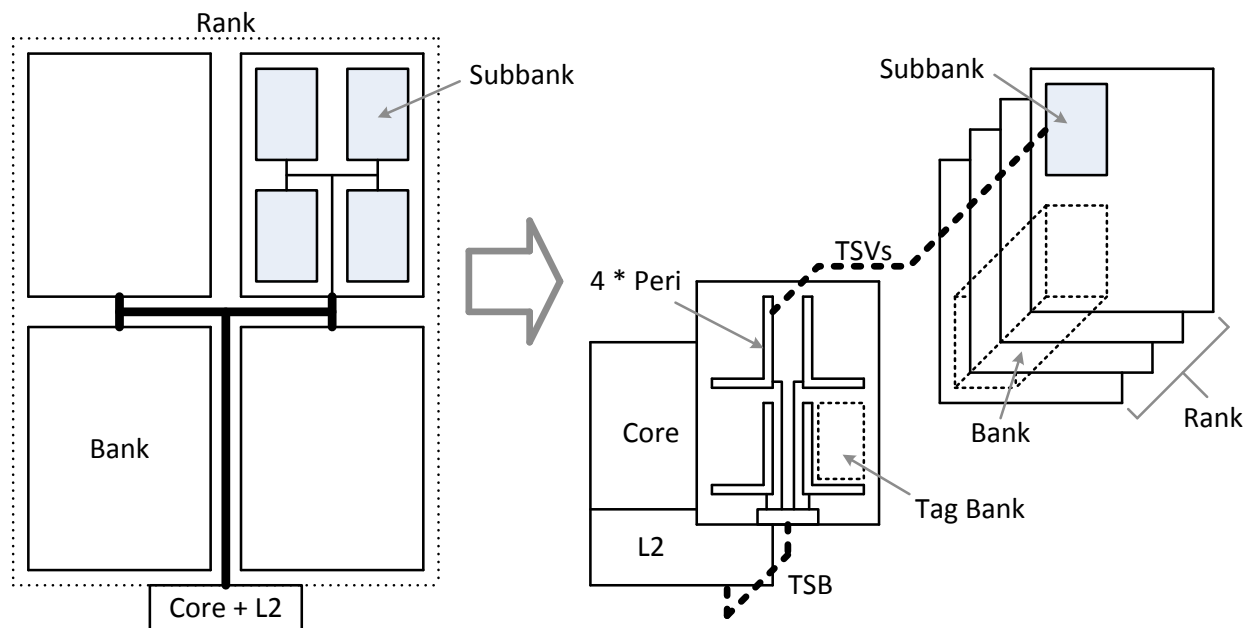 Rank
Subbank
Bank
Core + L2
Subbank
TSVs
4 * Peri
Core
Bank
Rank
Tag Bank
L2
TSB